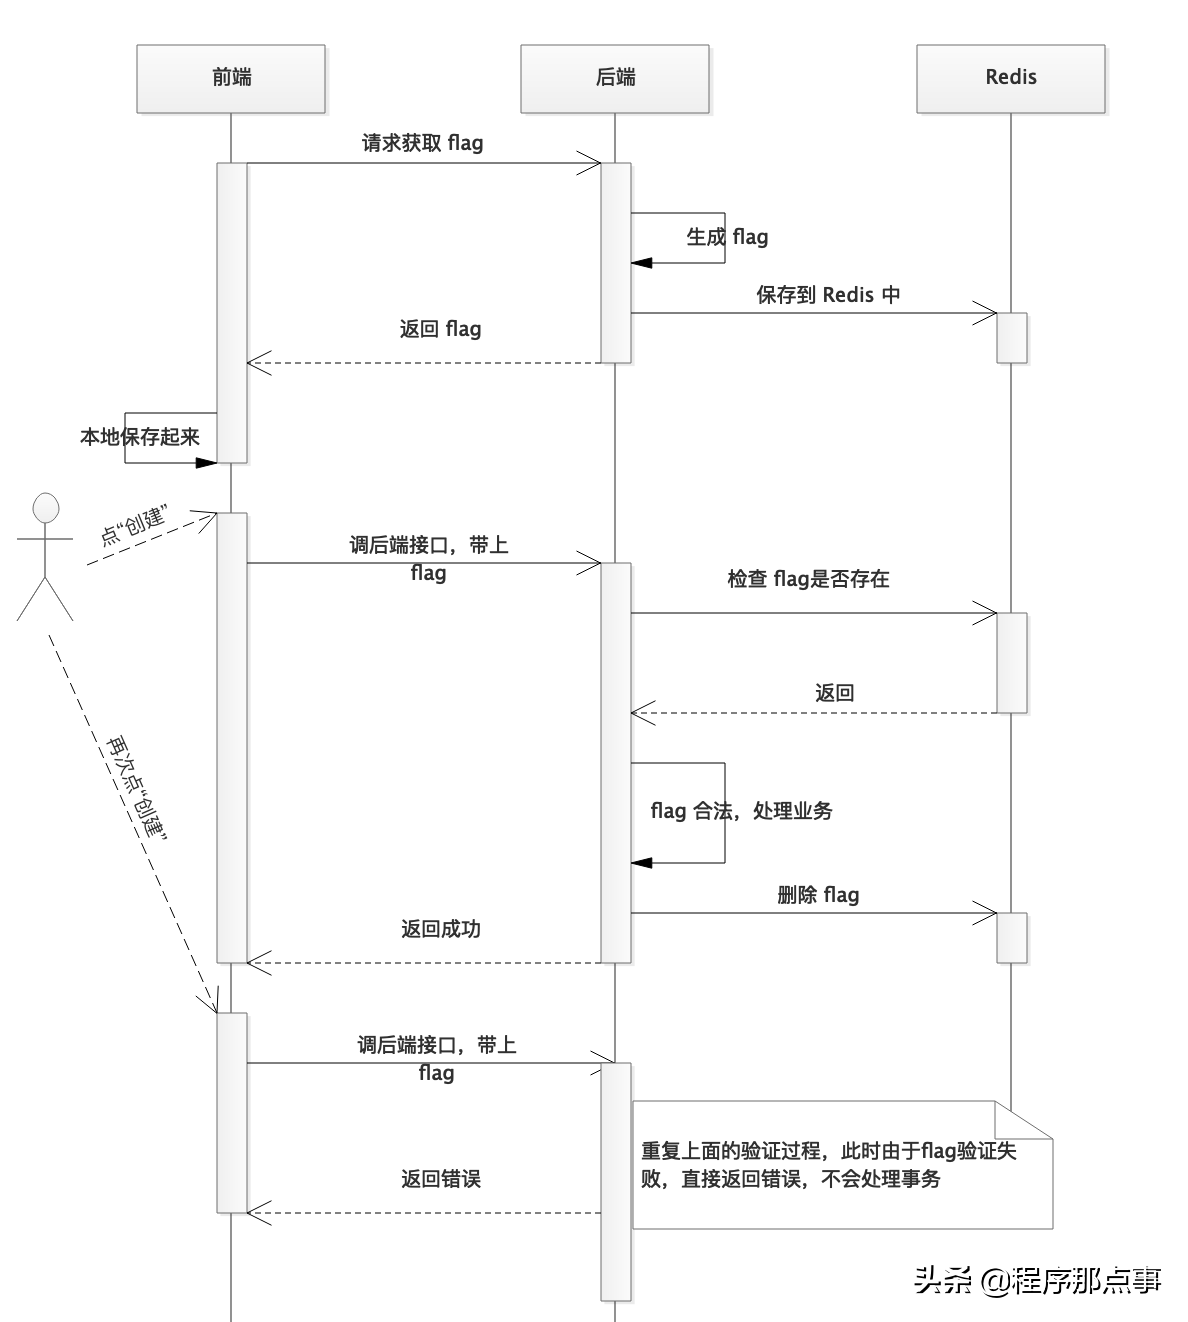 前端
后端
Redis
请求获取 flag
生成 flag
保存到 Redis 中
返回 flag
本地保存起来
点“创建”
调后端接口，带上
flag
检查 flag是否存在
返回
再次点“创建”
flag 合法，处理业务
删除 flag
返回成功
调后端接口，带上
flag
重复上面的验证过程，此时由于flag验证失
败，直接返回错误，不会处理事务
返回错误
头条 @程序那点事